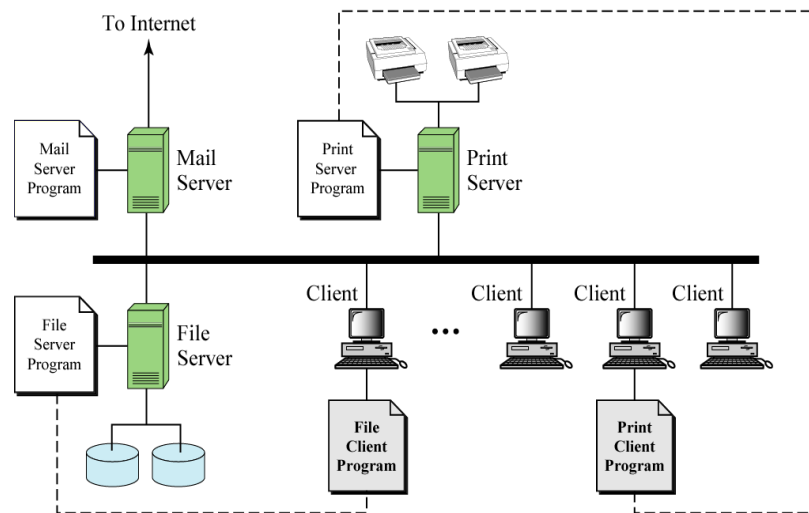 To Internet
Mail
Server
Program
Mail
Server
Print
Server
Program
Print
Server
File
Server
Program
File
Server
Client
Client
Client
Client
File
Client
Program
Print
Client
Program